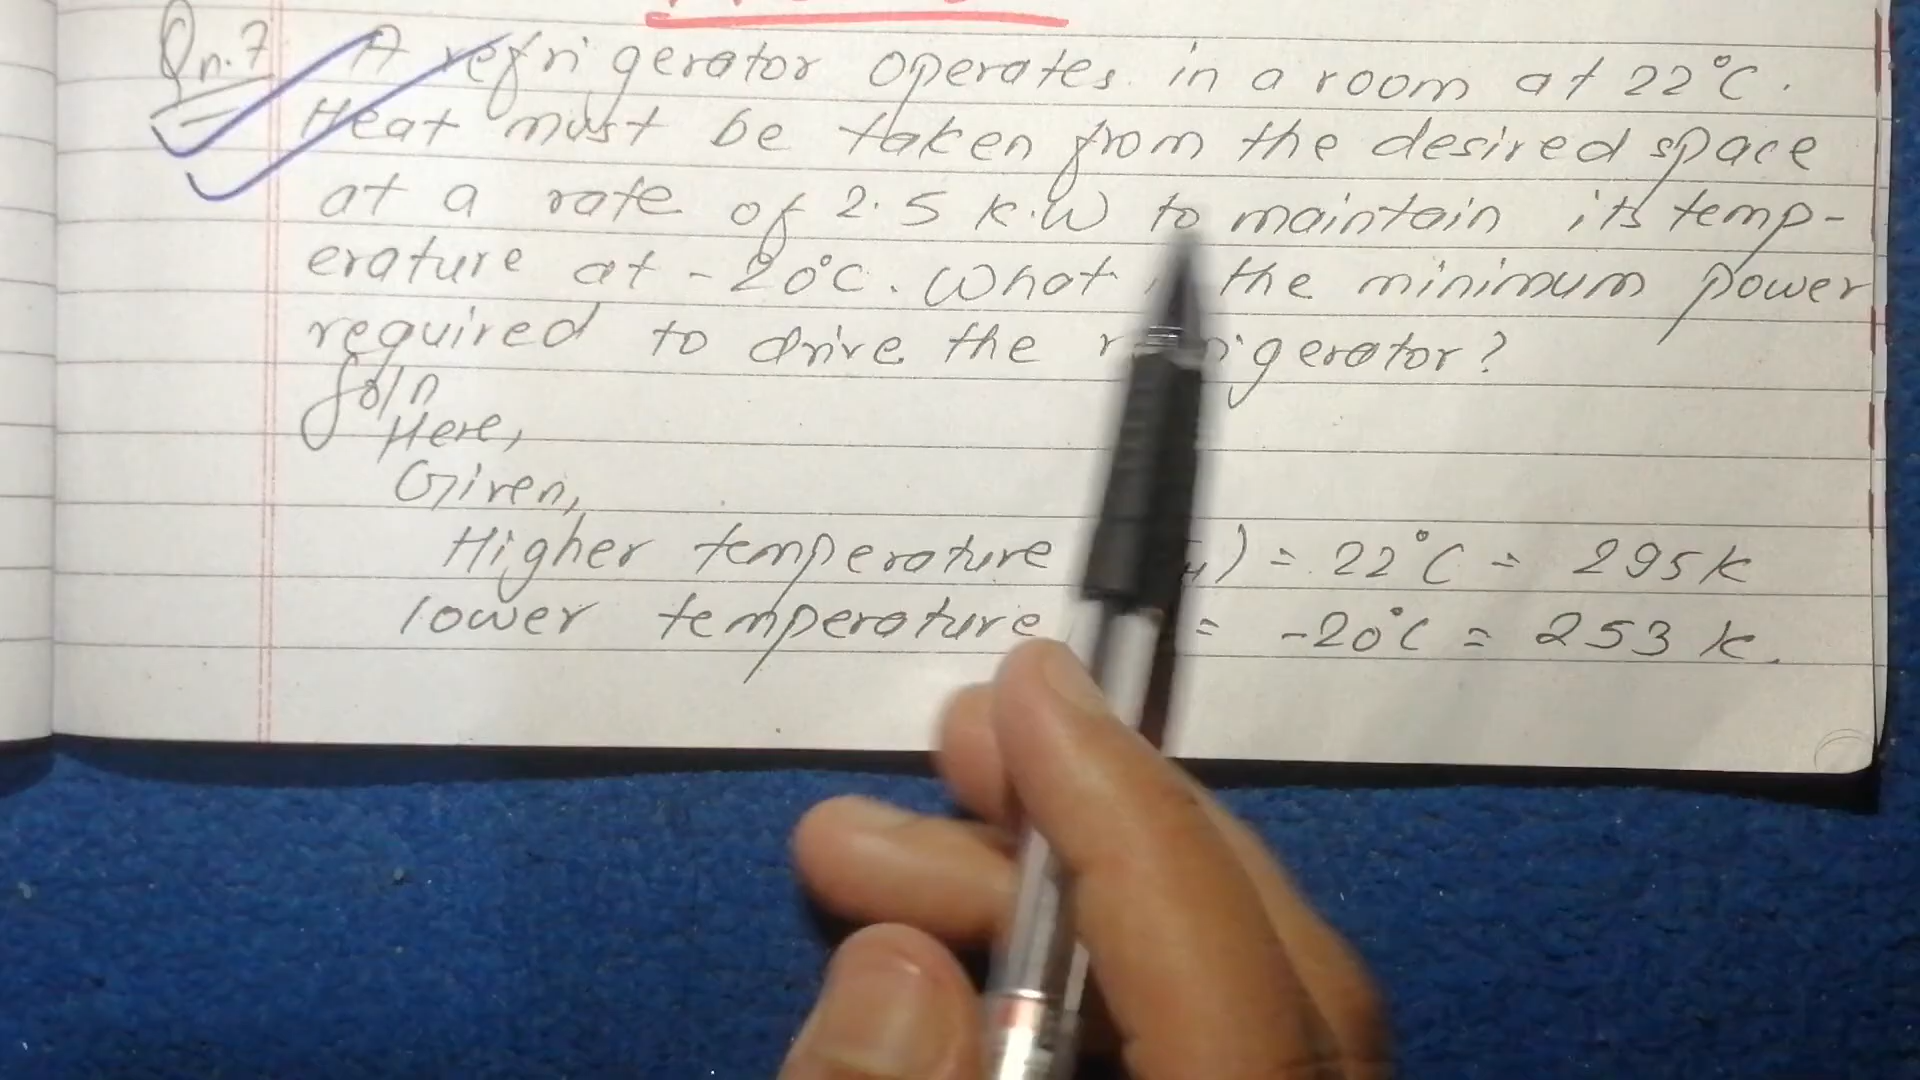 Qn.7 A refrigerator operates in a room at 22°C.
Heat must be taken from the desired space
at a rate of 2.5 k.W to maintain its temp-
erature at -20°C. What the minimum power
required to drive the refrigerator?
Soln
Here,
Given,
Higher temperature = 22°C = 295k
lower temperature = -20°C = 253 k.